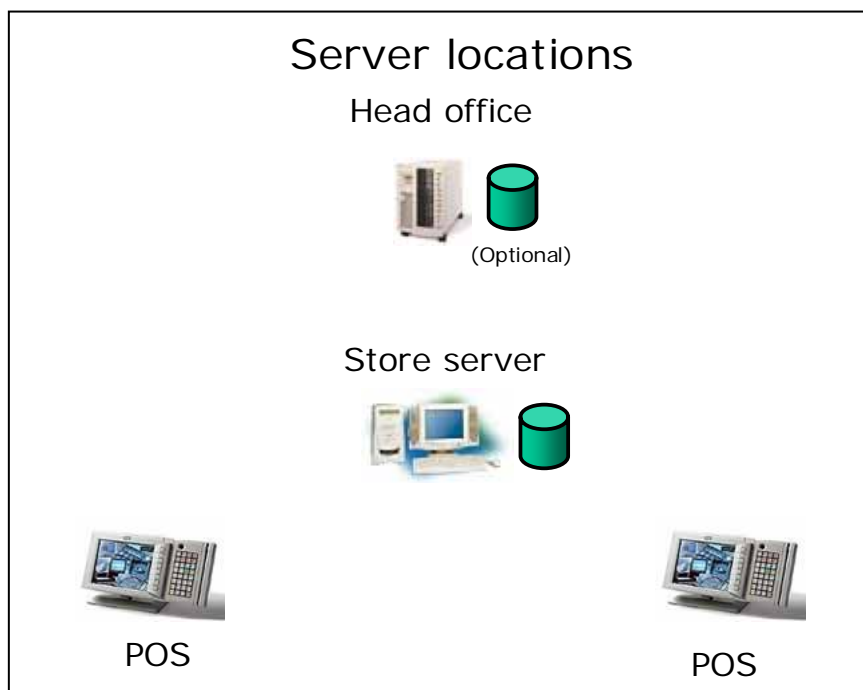 Server locations
Head office
(Optional)
Store server
POS
POS